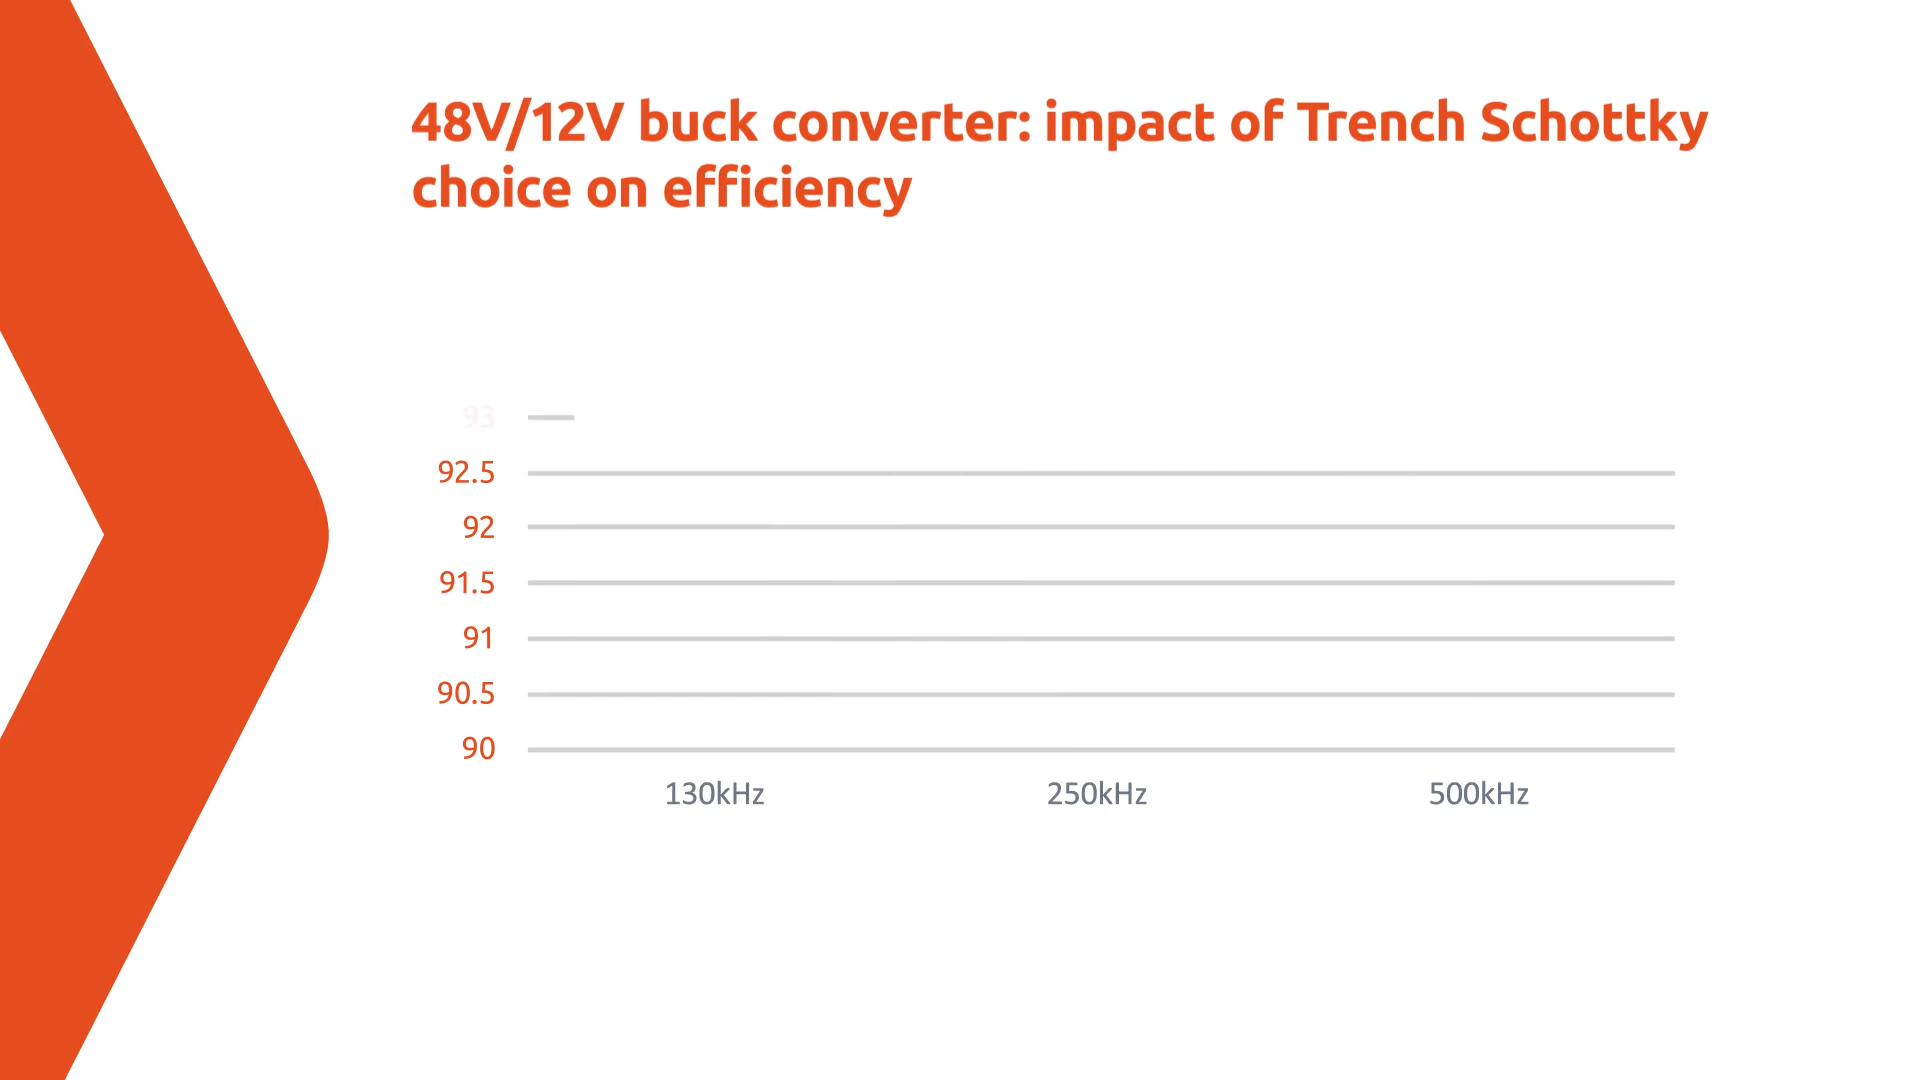 48V/12V buck converter: impact of Trench Schottky
choice on efficiency
93
92.5
92
91.5
91
90.5
90
130kHz 250kHz 500kHz